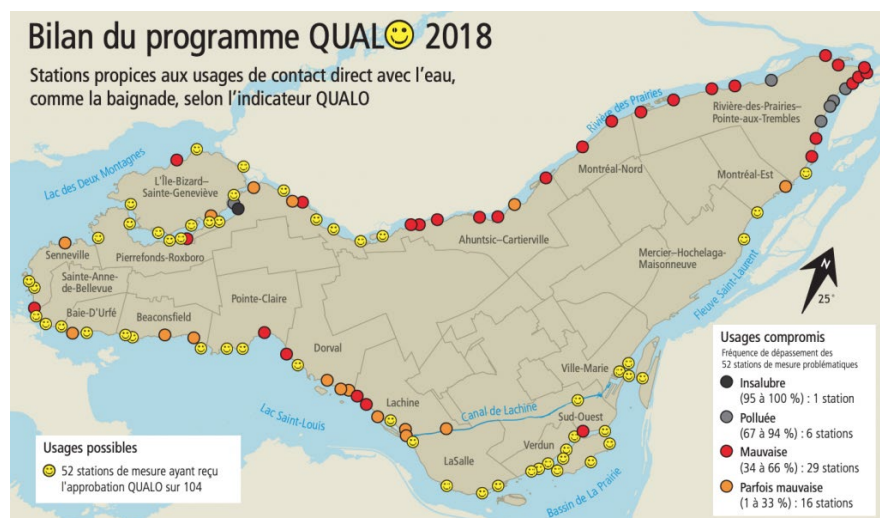 Bilan du programme QUALO 2018
Stations propices aux usages de contact direct avec l'eau,
comme la baignade, selon l'indicateur QUALO
Rivière des Prairies
Rivière-des-Prairies–
Pointe-aux-Trembles
Lac des Deux Montagnes
L'Île-Bizard–
Sainte-Geneviève
Montréal-Nord
Montréal-Est
Ahuntsic–Cartierville
Senneville
Pierrefonds-Roxboro
Mercier–Hochelaga-
Maisonneuve
Sainte-Anne-
de-Bellevue
Fleuve Saint-Laurent
N
25°
Pointe-Claire
Baie-D'Urfé
Beaconsfield
Dorval
Ville-Marie
Lachine
Canal de Lachine
Sud-Ouest
Lac Saint-Louis
Verdun
LaSalle
Bassin de La Prairie
Usages possibles
52 stations de mesure ayant reçu
l'approbation QUALO sur 104
Usages compromis
Fréquence de dépassement des
52 stations de mesure problématiques
Insalubre
(95 à 100 %) : 1 station
Polluée
(67 à 94 %) : 6 stations
Mauvaise
(34 à 66 %) : 29 stations
Parfois mauvaise
(1 à 33 %) : 16 stations